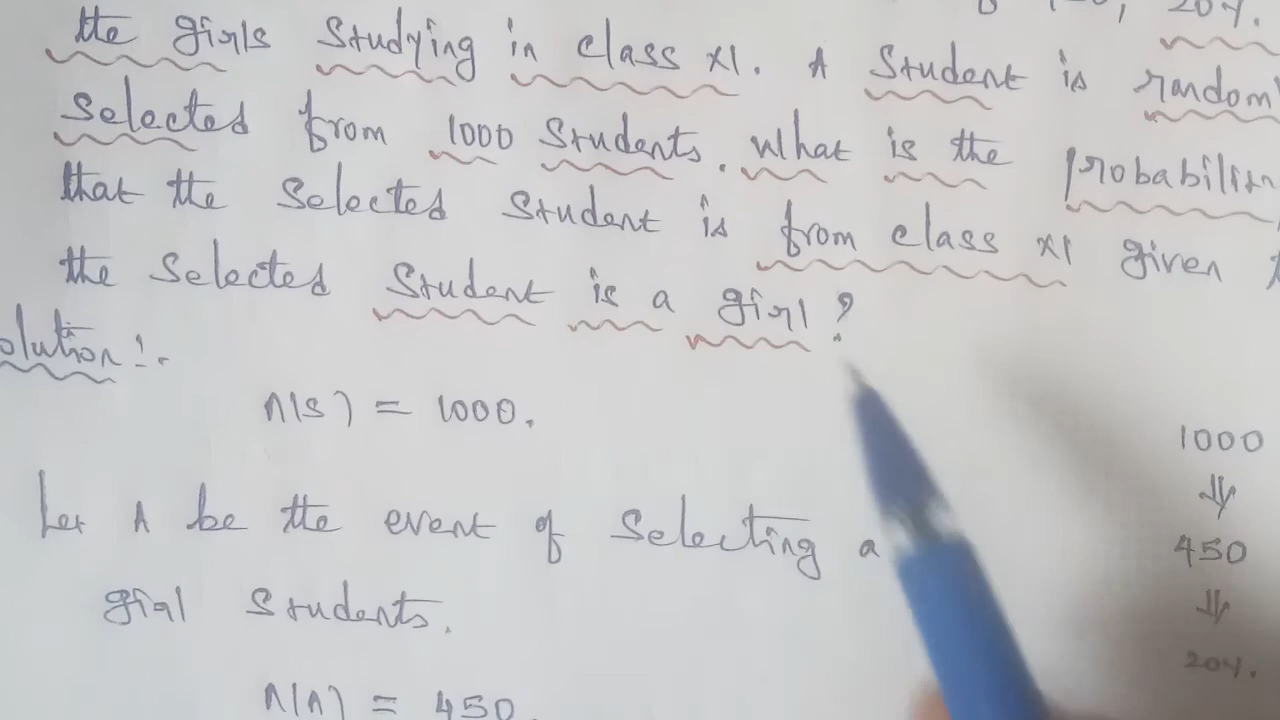 20%.
the girls studying in class XI. A student is random
selected from 1000 students. What is the
that the selected student is from class XI given
the selected student is a girl?
olution:-
n(S) = 1000.
1000
⇓
Let A be the event of selecting a
450
⇓
girl students.
20%.
n(A) = 450.